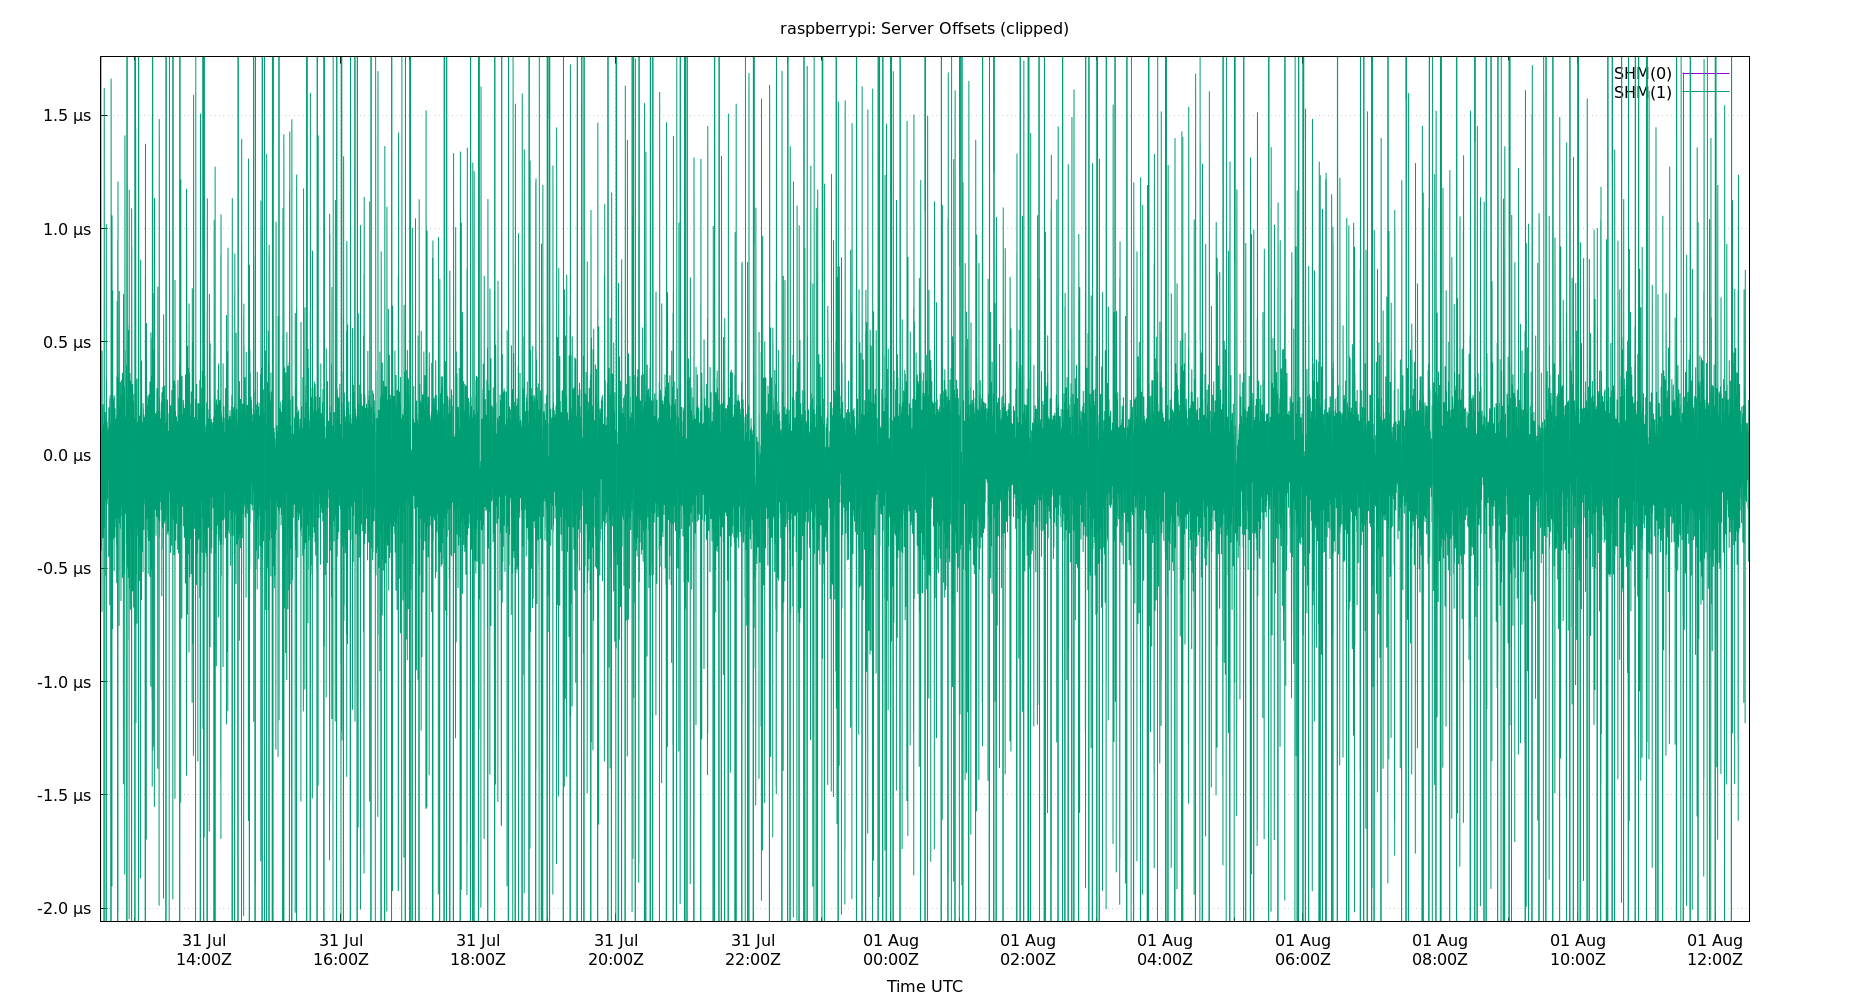 raspberrypi: Server Offsets (clipped)
SHM(0)
SHM(1)
1.5 µs
1.0 µs
0.5 µs
0.0 µs
-0.5 µs
-1.0 µs
-1.5 µs
-2.0 µs
31 Jul 31 Jul 31 Jul 31 Jul 31 Jul 01 Aug 01 Aug 01 Aug 01 Aug 01 Aug 01 Aug 01 Aug
14:00Z 16:00Z 18:00Z 20:00Z 22:00Z 00:00Z 02:00Z 04:00Z 06:00Z 08:00Z 10:00Z 12:00Z
Time UTC